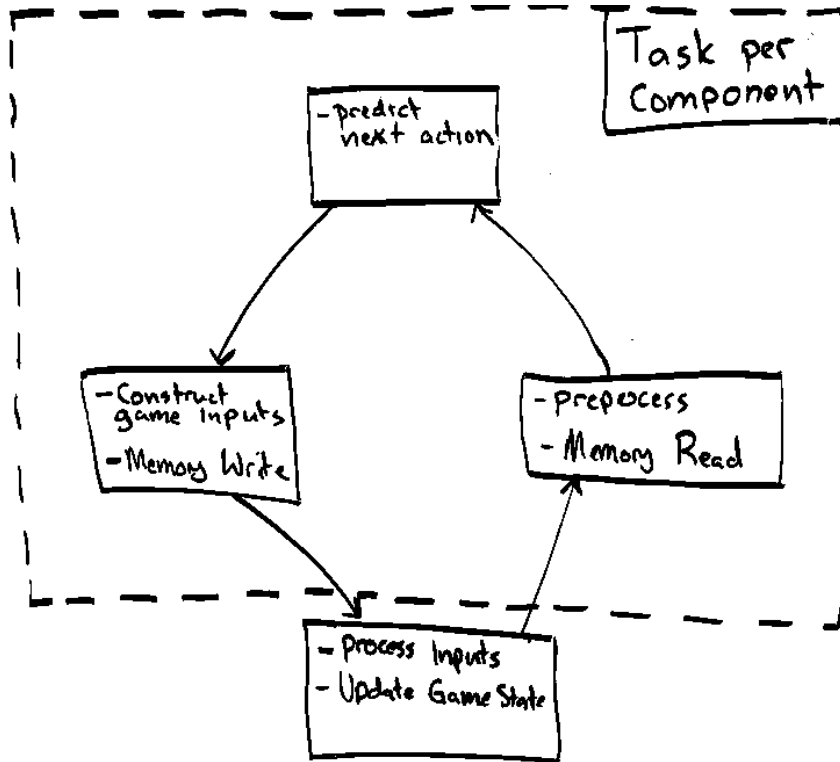 Task per
Component
- predict
next action
- Construct
game inputs
- Memory Write
- preprocess
- Memory Read
- Process Inputs
- Update Game State